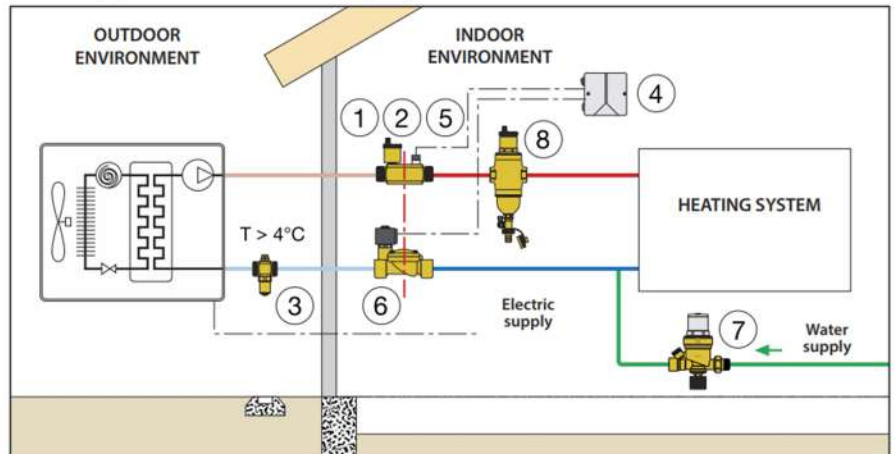 OUTDOOR
ENVIRONMENT
INDOOR
ENVIRONMENT
4
1 2 5
8
HEATING SYSTEM
T > 4°C
3
6
Electric
supply
7
Water
supply